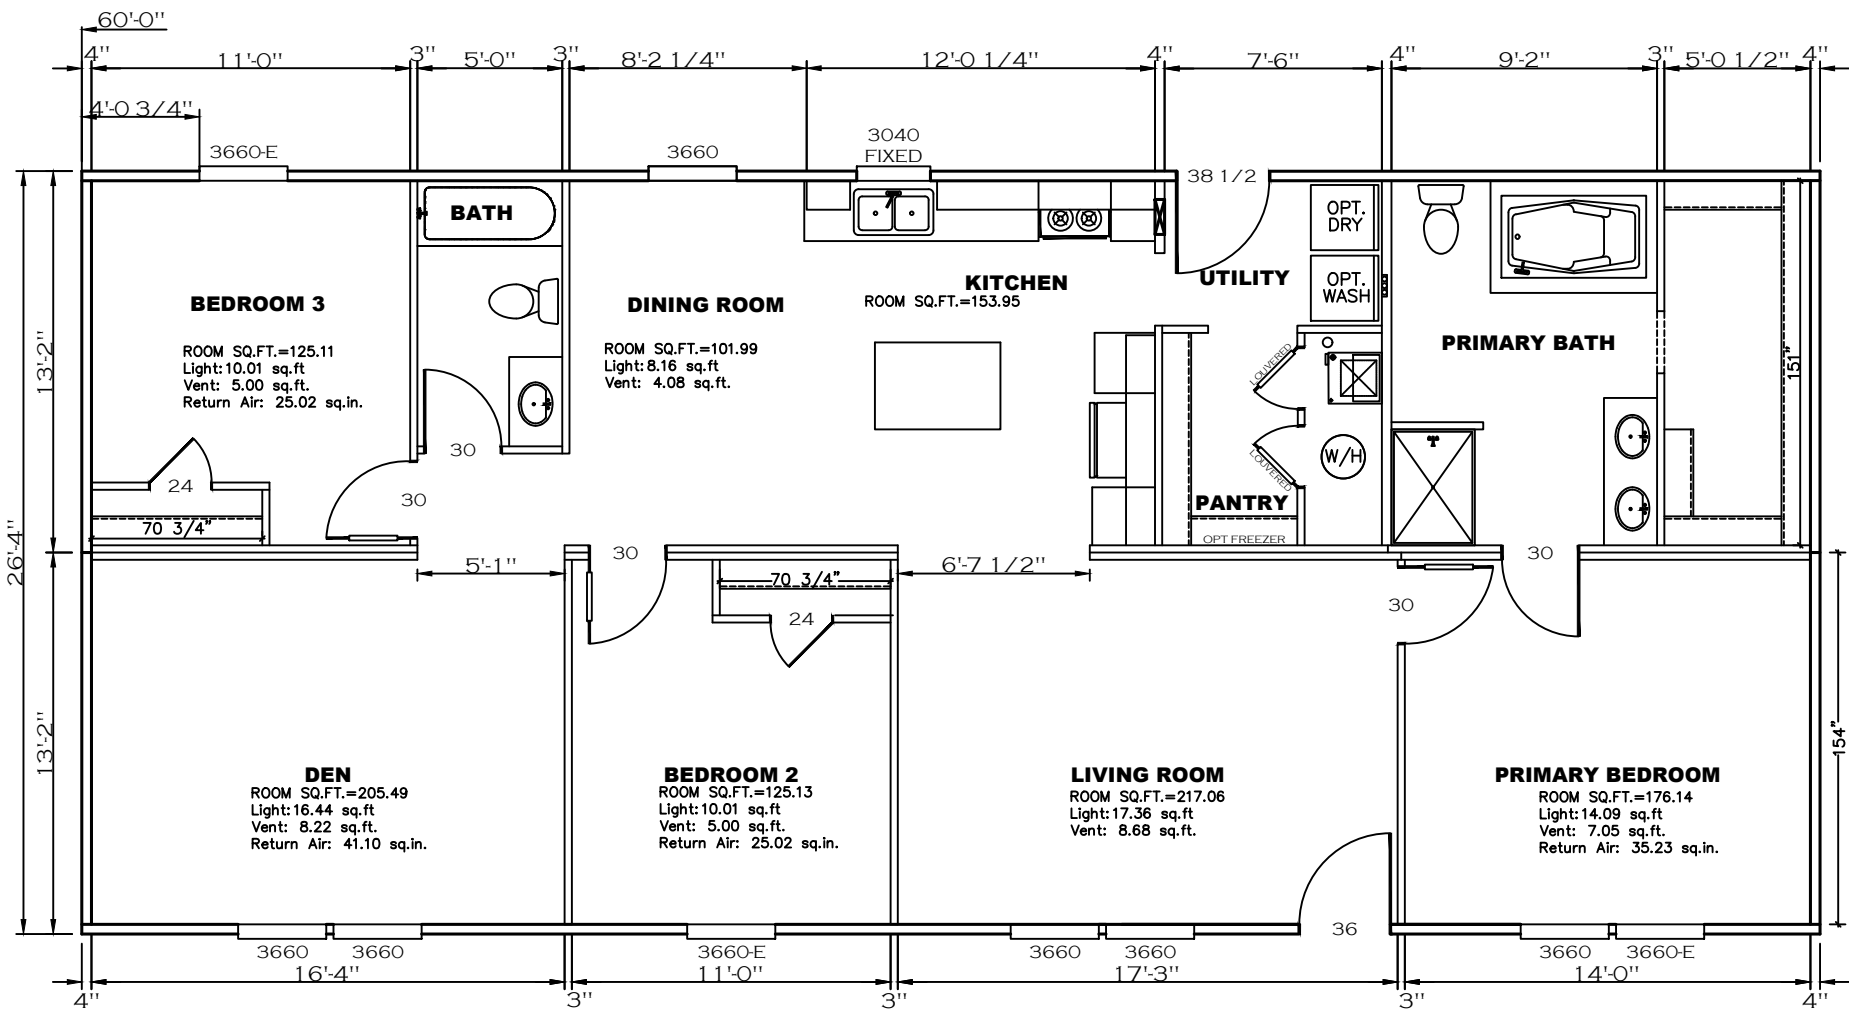 60'-0"
4" 11'-0" 3" 5'-0" 3" 8'-2 1/4" 12'-0 1/4" 4" 7'-6" 4" 9'-2" 3" 5'-0 1/2" 4"
4'-0 3/4"
3660-E
3660
3040
FIXED
38 1/2
BATH
OPT.
DRY
OPT.
WASH
UTILITY
KITCHEN
ROOM SQ.FT.=153.95
BEDROOM 3
ROOM SQ.FT.=125.11
Light:10.01 sq.ft
Vent: 5.00 sq.ft.
Return Air: 25.02 sq.in.
DINING ROOM
ROOM SQ.FT.=101.99
Light:8.16 sq.ft
Vent: 4.08 sq.ft.
PRIMARY BATH
LOUVERED
LOUVERED
W/H
PANTRY
OPT FREEZER
151"
13'-2"
26'-4"
13'-2"
24
70 3/4"
30
30
5'-1"
30
70 3/4"
24
6'-7 1/2"
30
30
154"
DEN
ROOM SQ.FT.=205.49
Light:16.44 sq.ft
Vent: 8.22 sq.ft.
Return Air: 41.10 sq.in.
BEDROOM 2
ROOM SQ.FT.=125.13
Light:10.01 sq.ft
Vent: 5.00 sq.ft.
Return Air: 25.02 sq.in.
LIVING ROOM
ROOM SQ.FT.=217.06
Light:17.36 sq.ft
Vent: 8.68 sq.ft.
PRIMARY BEDROOM
ROOM SQ.FT.=176.14
Light:14.09 sq.ft
Vent: 7.05 sq.ft.
Return Air: 35.23 sq.in.
36
3660 3660 3660-E 3660 3660 3660 3660-E
16'-4" 11'-0" 17'-3" 14'-0"
4" 3" 3" 3" 4"